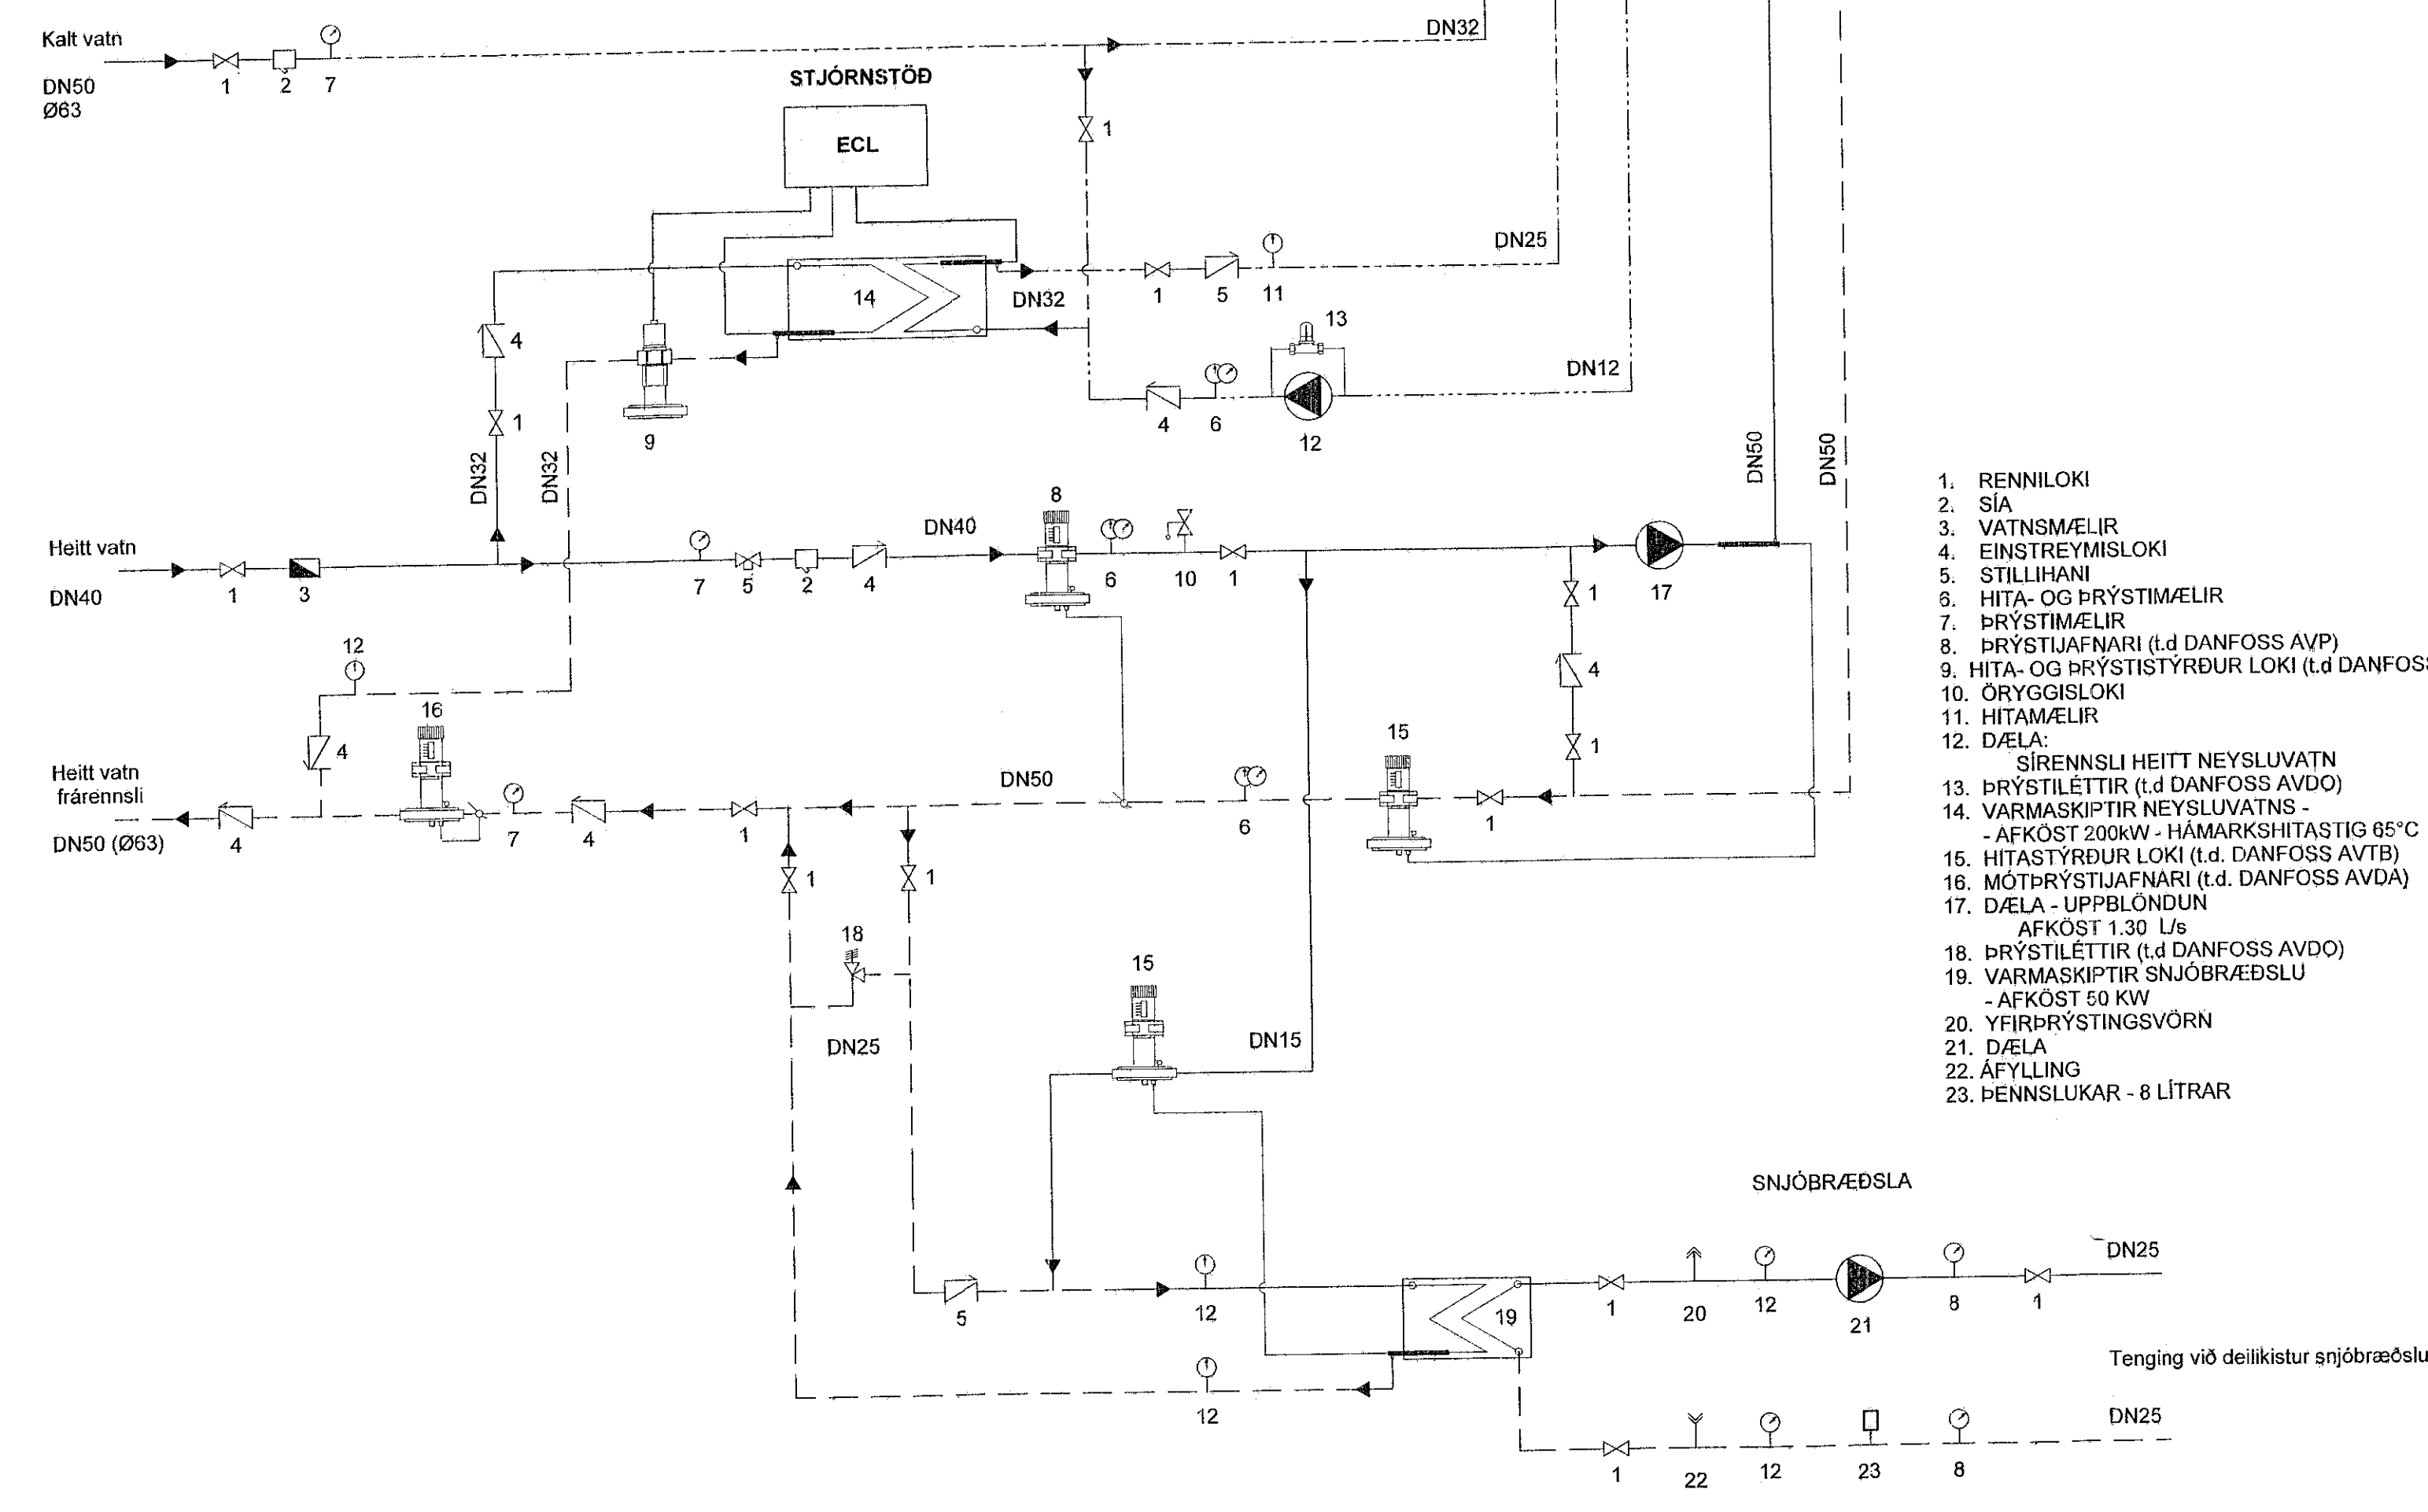 Kalt vatn
DN50
Ø63
1
2
7
DN32
STJÓRNSTÖÐ
ECL
1
DN25
14
DN32
1
5
11
13
4
1
9
DN12
4
6
12
DN32
DN32
DN50
DN50
Heitt vatn
DN40
1
3
7
5
2
4
DN40
8
6
10
1
17
1
4
1
12
16
4
15
Heitt vatn
frárennsli
DN50 (Ø63)
4
7
4
1
DN50
6
1
1
1
18
DN25
15
DN15
1. RENNILOKI
2. SÍA
3. VATNSMÆLIR
4. EINSTREYMISLOKI
5. STILLIHANI
6. HITA- OG ÞRÝSTIMÆLIR
7. ÞRÝSTIMÆLIR
8. ÞRÝSTIJAFNARI (t.d DANFOSS AVP)
9. HITA- OG ÞRÝSTISTÝRÐUR LOKI (t.d DANFOSS
10. ÖRYGGISLOKI
11. HITAMÆLIR
12. DÆLA:
SÍRENNSLI HEITT NEYSLUVATN
13. ÞRÝSTILÉTTIR (t.d DANFOSS AVDO)
14. VARMASKIPTIR NEYSLUVATNS -
- AFKÖST 200kW - HÁMARKSHITASTIG 65°C
15. HITASTÝRÐUR LOKI (t.d. DANFOSS AVTB)
16. MÓTÞRÝSTIJAFNARI (t.d. DANFOSS AVDA)
17. DÆLA - UPPBLÖNDUN
AFKÖST 1.30 L/s
18. ÞRÝSTILÉTTIR (t.d DANFOSS AVDO)
19. VARMASKIPTIR SNJÓBRÆÐSLU
- AFKÖST 50 KW
20. YFIRÞRÝSTINGSVÖRN
21. DÆLA
22. ÁFYLLING
23. ÞENNSLUKAR - 8 LÍTRAR
SNJÓBRÆÐSLA
5
12
19
1
20
12
21
8
1
DN25
Tenging við deilikistur snjóbræðslu
12
1
22
12
23
8
DN25